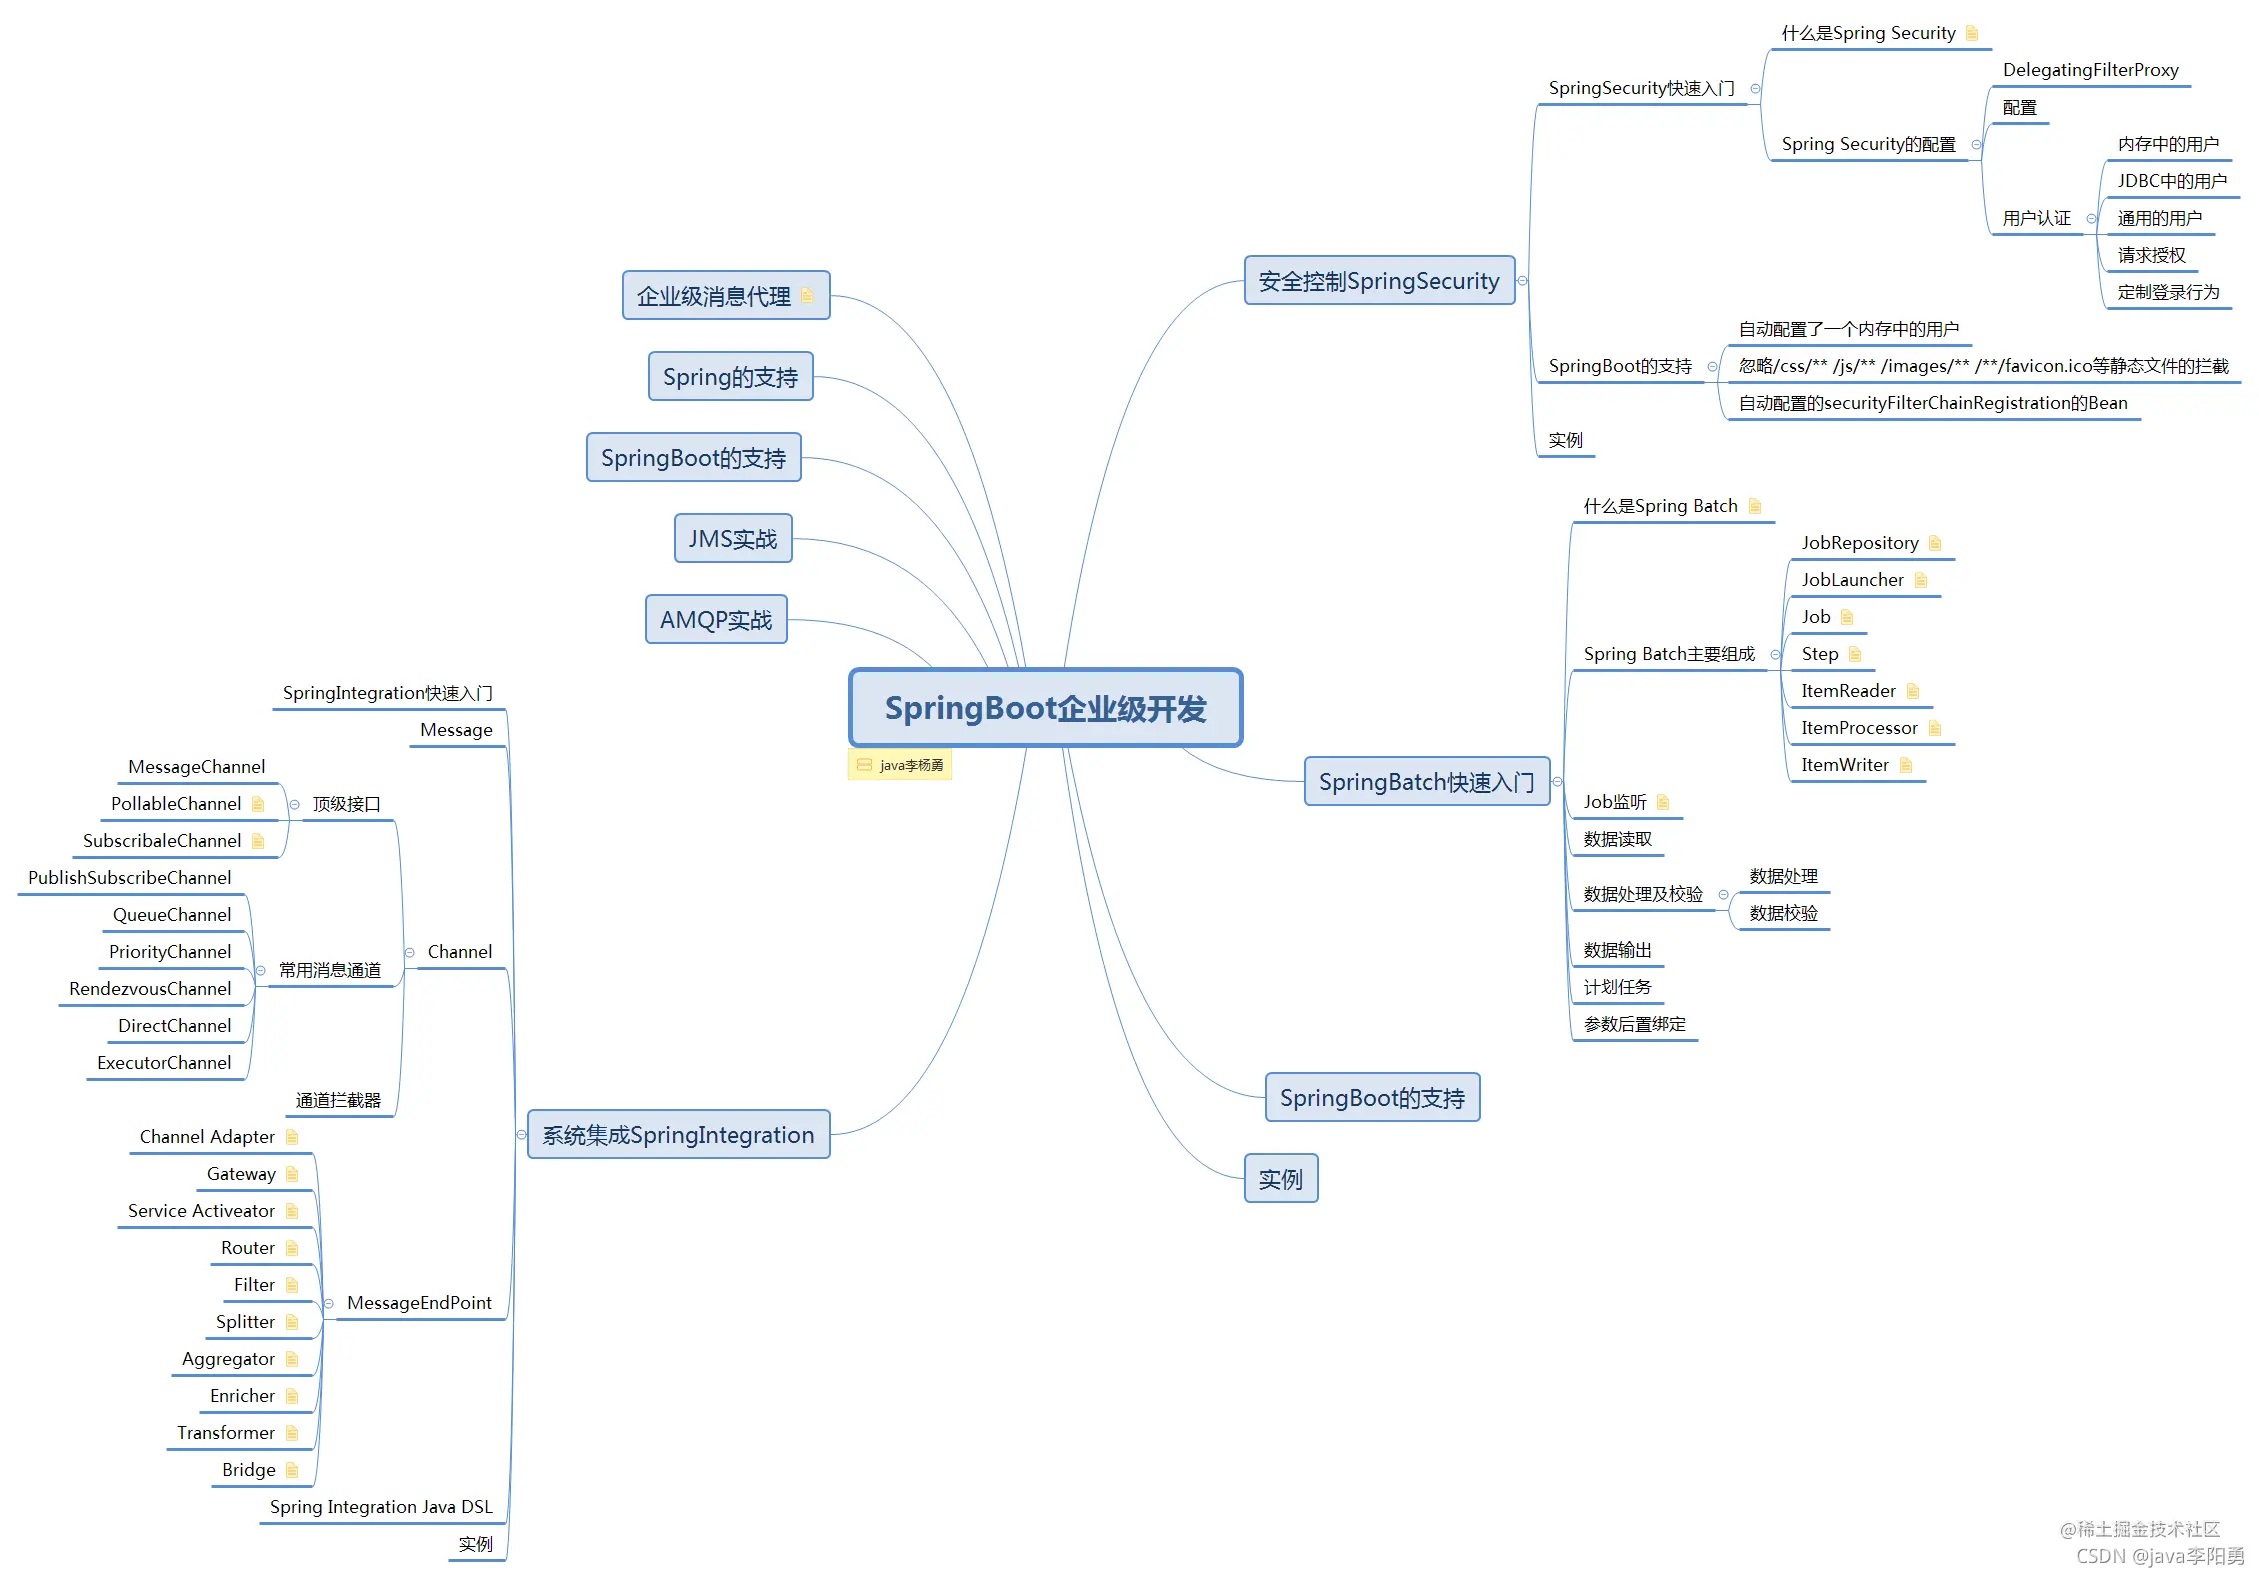 SpringBoot企业级开发
java李杨勇
安全控制SpringSecurity
SpringSecurity快速入门
什么是Spring Security
Spring Security的配置
DelegatingFilterProxy
配置
用户认证
内存中的用户
JDBC中的用户
通用的用户
请求授权
定制登录行为
SpringBoot的支持
自动配置了一个内存中的用户
忽略/css/** /js/** /images/** /**/favicon.ico等静态文件的拦截
自动配置的securityFilterChainRegistration的Bean
实例
SpringBatch快速入门
什么是Spring Batch
Spring Batch主要组成
JobRepository
JobLauncher
Job
Step
ItemReader
ItemProcessor
ItemWriter
Job监听
数据读取
数据处理及校验
数据处理
数据校验
数据输出
计划任务
参数后置绑定
SpringBoot的支持
实例
企业级消息代理
Spring的支持
SpringBoot的支持
JMS实战
AMQP实战
系统集成SpringIntegration
SpringIntegration快速入门
Message
Channel
顶级接口
MessageChannel
PollableChannel
SubscribaleChannel
常用消息通道
PublishSubscribeChannel
QueueChannel
PriorityChannel
RendezvousChannel
DirectChannel
ExecutorChannel
通道拦截器
MessageEndPoint
Channel Adapter
Gateway
Service Activeator
Router
Filter
Splitter
Aggregator
Enricher
Transformer
Bridge
Spring Integration Java DSL
实例
@稀土掘金技术社区
CSDN @java李阳勇